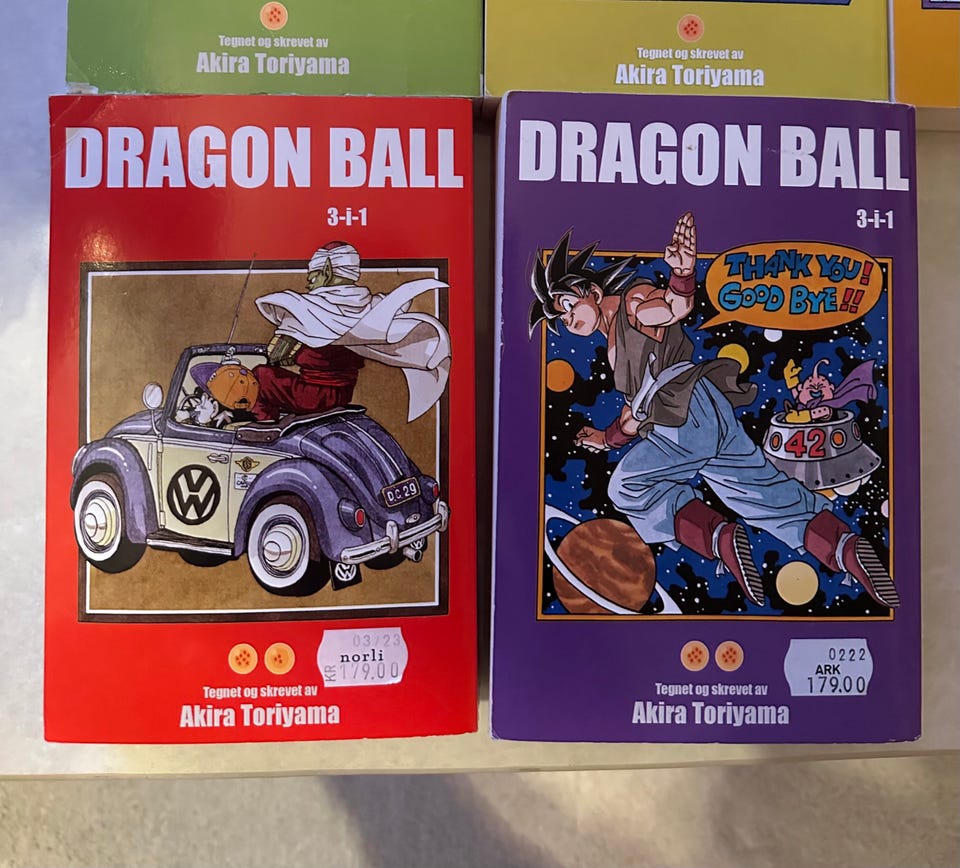 Tegnet og skrevet av
Akira Toriyama
Tegnet og skrevet av
Akira Toriyama
DRAGON BALL
3-i-1
VW
D.C.29
VW
03/23
norli
KR 179.00
Tegnet og skrevet av
Akira Toriyama
DRAGON BALL
3-i-1
THANK YOU!
GOOD BYE!!
42
0222
ARK
179.00
Tegnet og skrevet av
Akira Toriyama